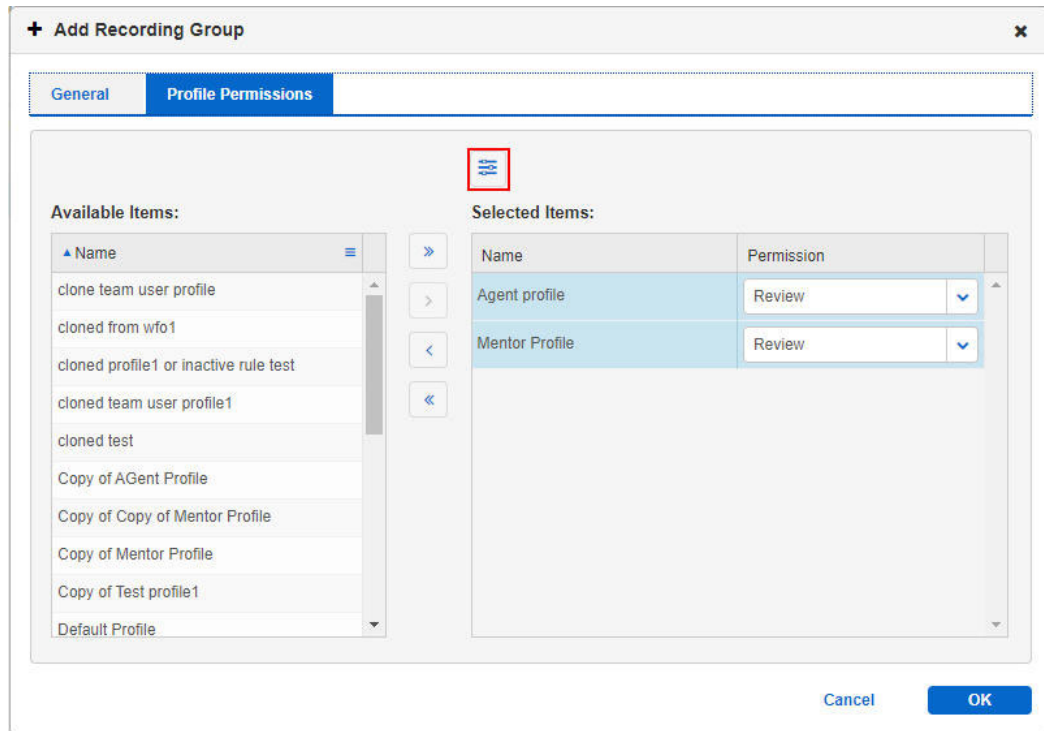 Add Recording Group
General
Profile Permissions
Available Items:
Name
clone team user profile
cloned from wfo1
cloned profile1 or inactive rule test
cloned team user profile1
cloned test
Copy of AGent Profile
Copy of Copy of Mentor Profile
Copy of Mentor Profile
Copy of Test profile1
Default Profile
Selected Items:
Name Permission
Agent profile Review
Mentor Profile Review
Cancel OK